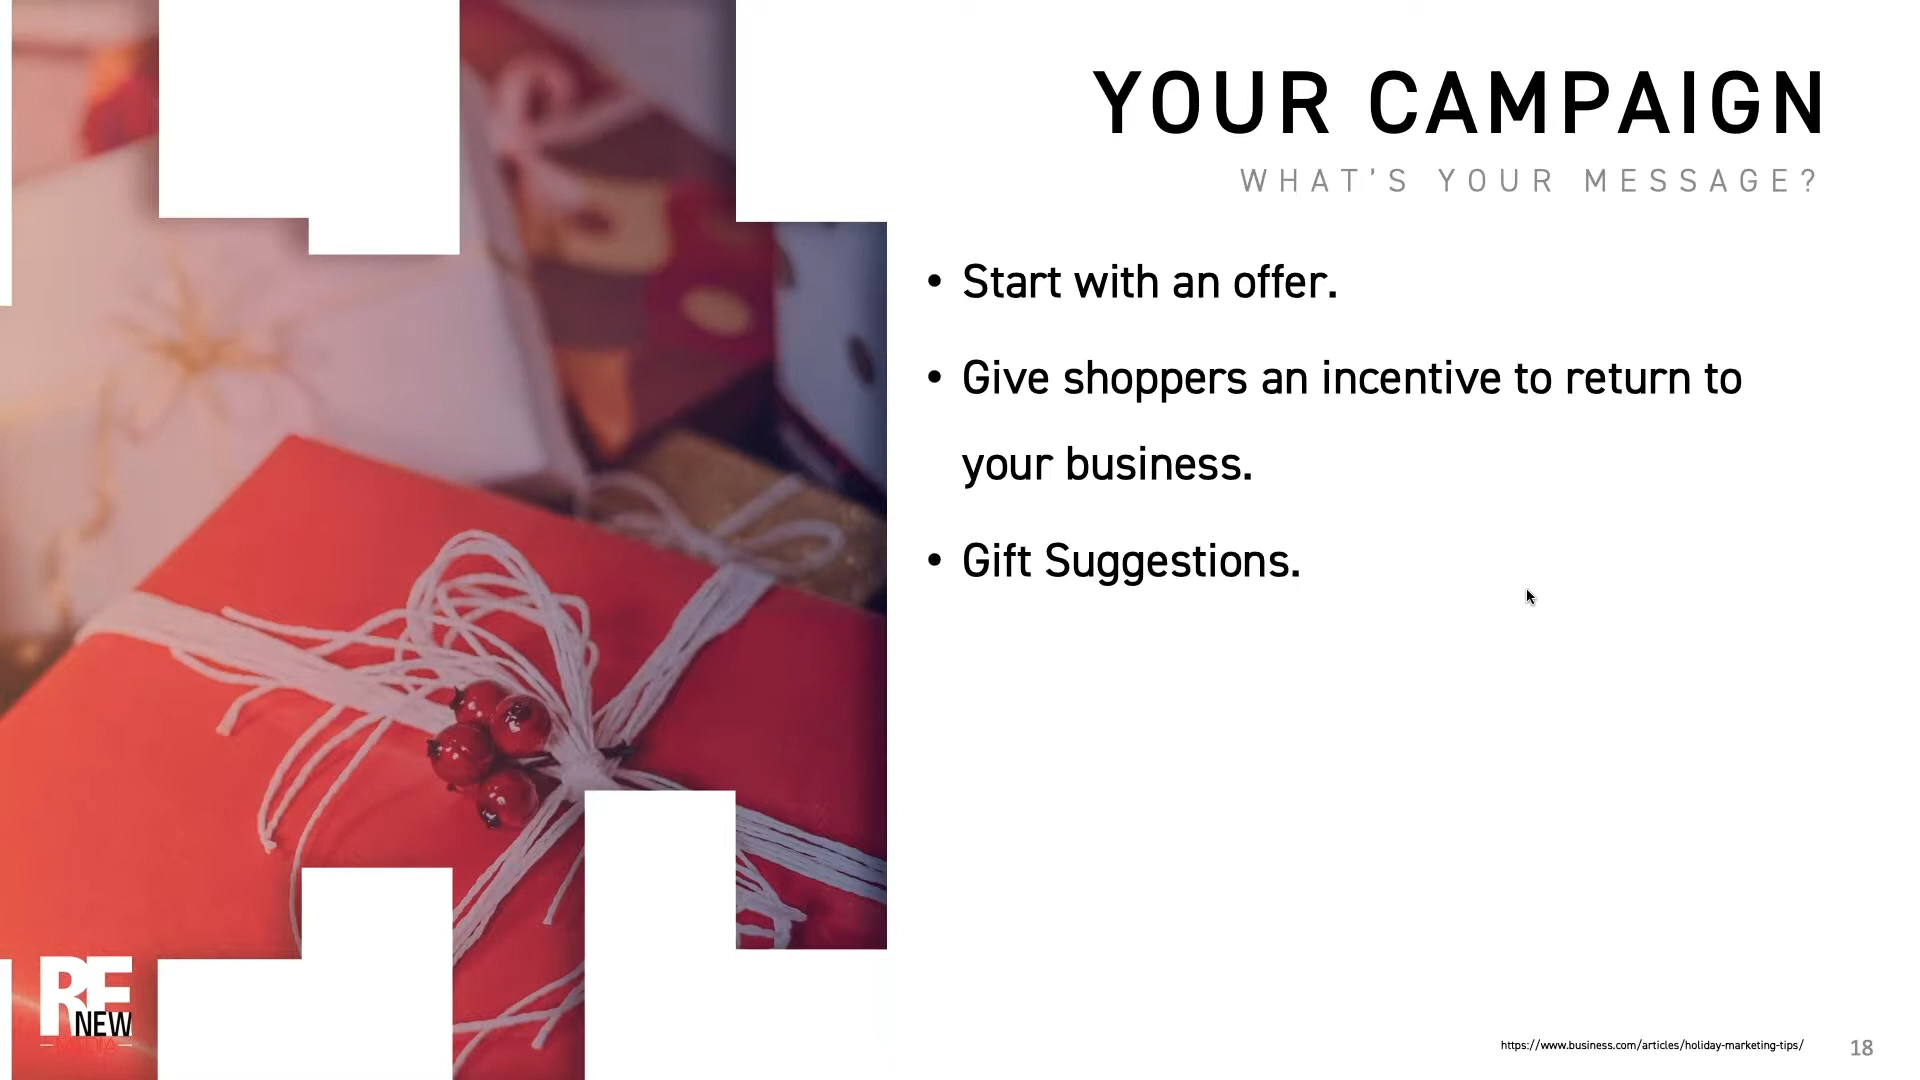 YOUR CAMPAIGN
WHAT'S YOUR MESSAGE?
• Start with an offer.
• Give shoppers an incentive to return to
your business.
• Gift Suggestions.
RE
NEW
MEDIA
https://www.business.com/articles/holiday-marketing-tips/
18